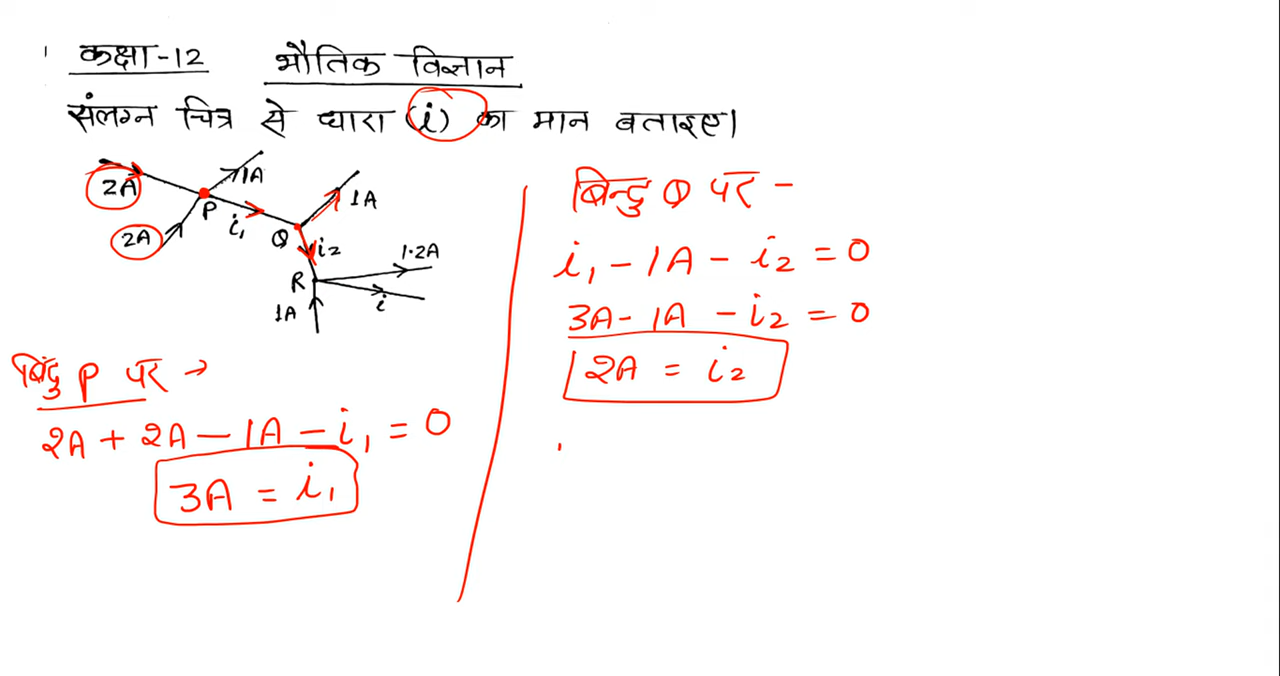 कक्षा-12 भौतिक विज्ञान
संलग्न चित्र से धारा (i) का मान बताइए।
2A
1A
P
2A
i₁
Q
1A
i₂
R
1.2A
1A
i
बिंदु P पर →
2A + 2A - 1A - i₁ = 0
3A = i₁
बिन्दु Q पर -
i₁ - 1A - i₂ = 0
3A - 1A - i₂ = 0
2A = i₂